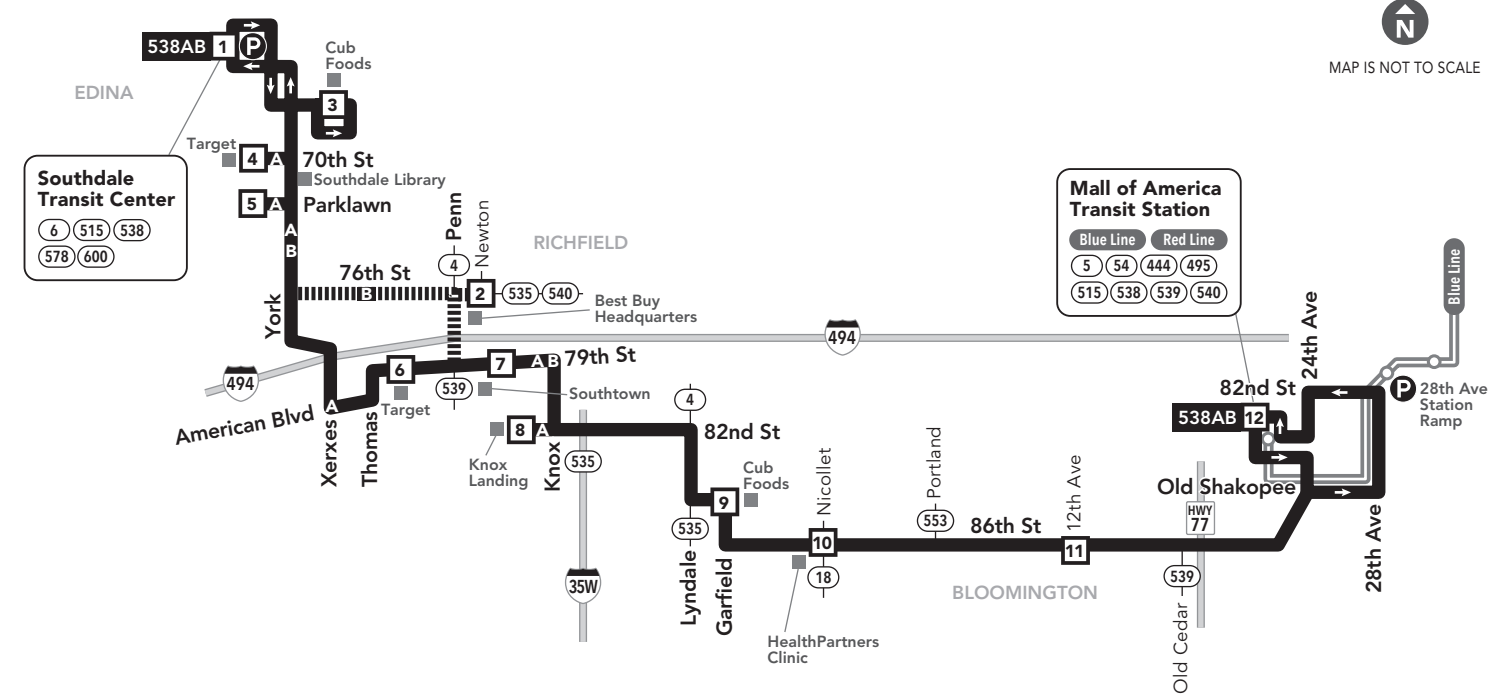 538AB 1 P
Cub
Foods
N
MAP IS NOT TO SCALE
EDINA
3
Target
4 A
70th St
Southdale Library
5 A
Parklawn
A
B
Southdale
Transit Center
6 515 538
578 600
York
76th St
B
Penn
4
Newton
RICHFIELD
2 535 540
Best Buy
Headquarters
494
494
Mall of America
Transit Station
Blue Line Red Line
5 54 444 495
515 538 539 540
Blue Line
24th Ave
6
7
A B 79th St
Target
539
Southtown
American Blvd
A
Xerxes
Thomas
8 A
Knox
Landing
Knox
535
35W
4
82nd St
Cub
Foods
9
535
Lyndale
Garfield
Nicollet
10
18
HealthPartners
Clinic
Portland
553
86th St
12th Ave
11
BLOOMINGTON
82nd St
538AB 12
P
28th Ave
Station
Ramp
Old Shakopee
HWY
77
539
Old Cedar
28th Ave